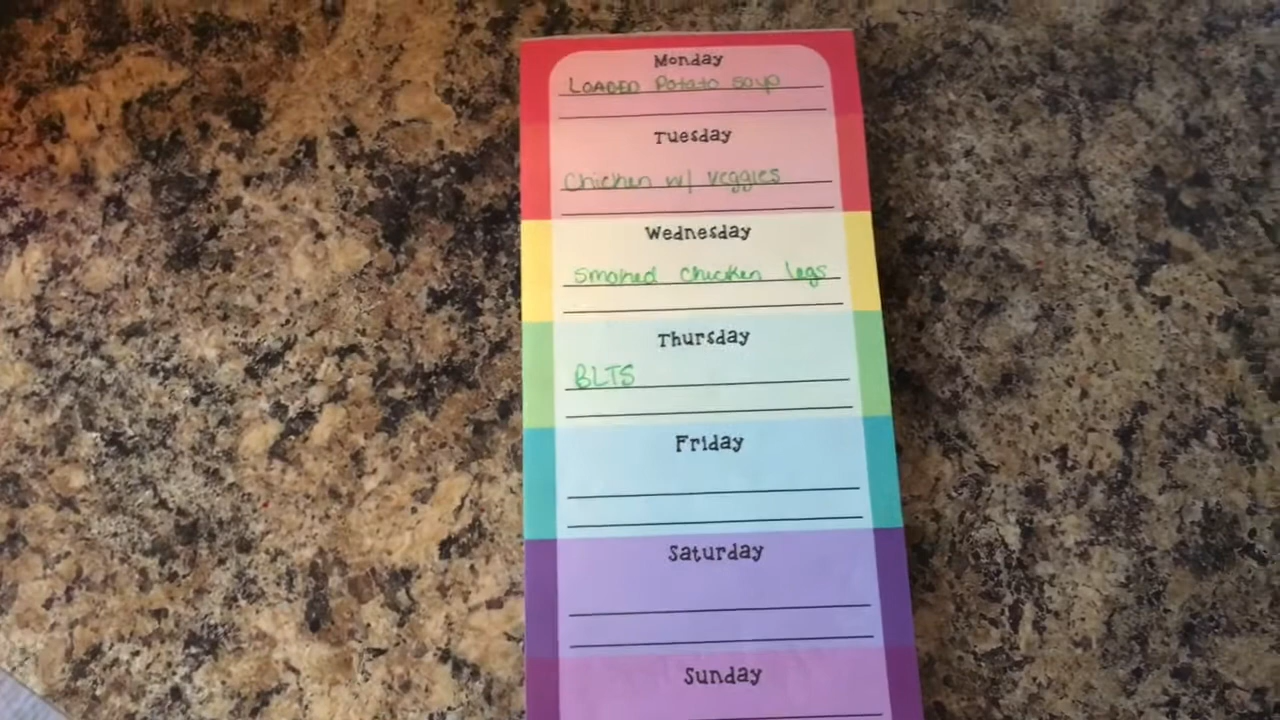 Monday
LOADED Potato Soup
Tuesday
Chicken w/ veggies
Wednesday
Smoked Chicken legs
Thursday
BLTS
Friday
Saturday
Sunday